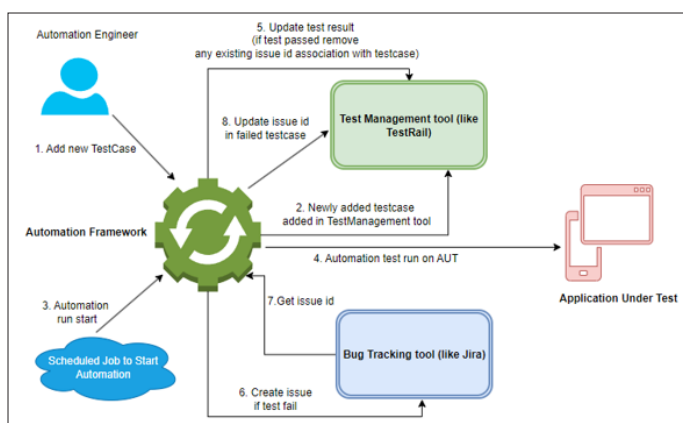 Automation Engineer
5. Update test result
(if test passed remove
any existing issue id association with testcase)
8. Update issue id
in failed testcase
Test Management tool (like
TestRail)
1. Add new TestCase
2. Newly added testcase
added in TestManagement tool
Automation Framework
4. Automation test run on AUT
Application Under Test
3. Automation
run start
7.Get issue id
Scheduled Job to Start
Automation
Bug Tracking tool (like Jira)
6. Create issue
if test fail